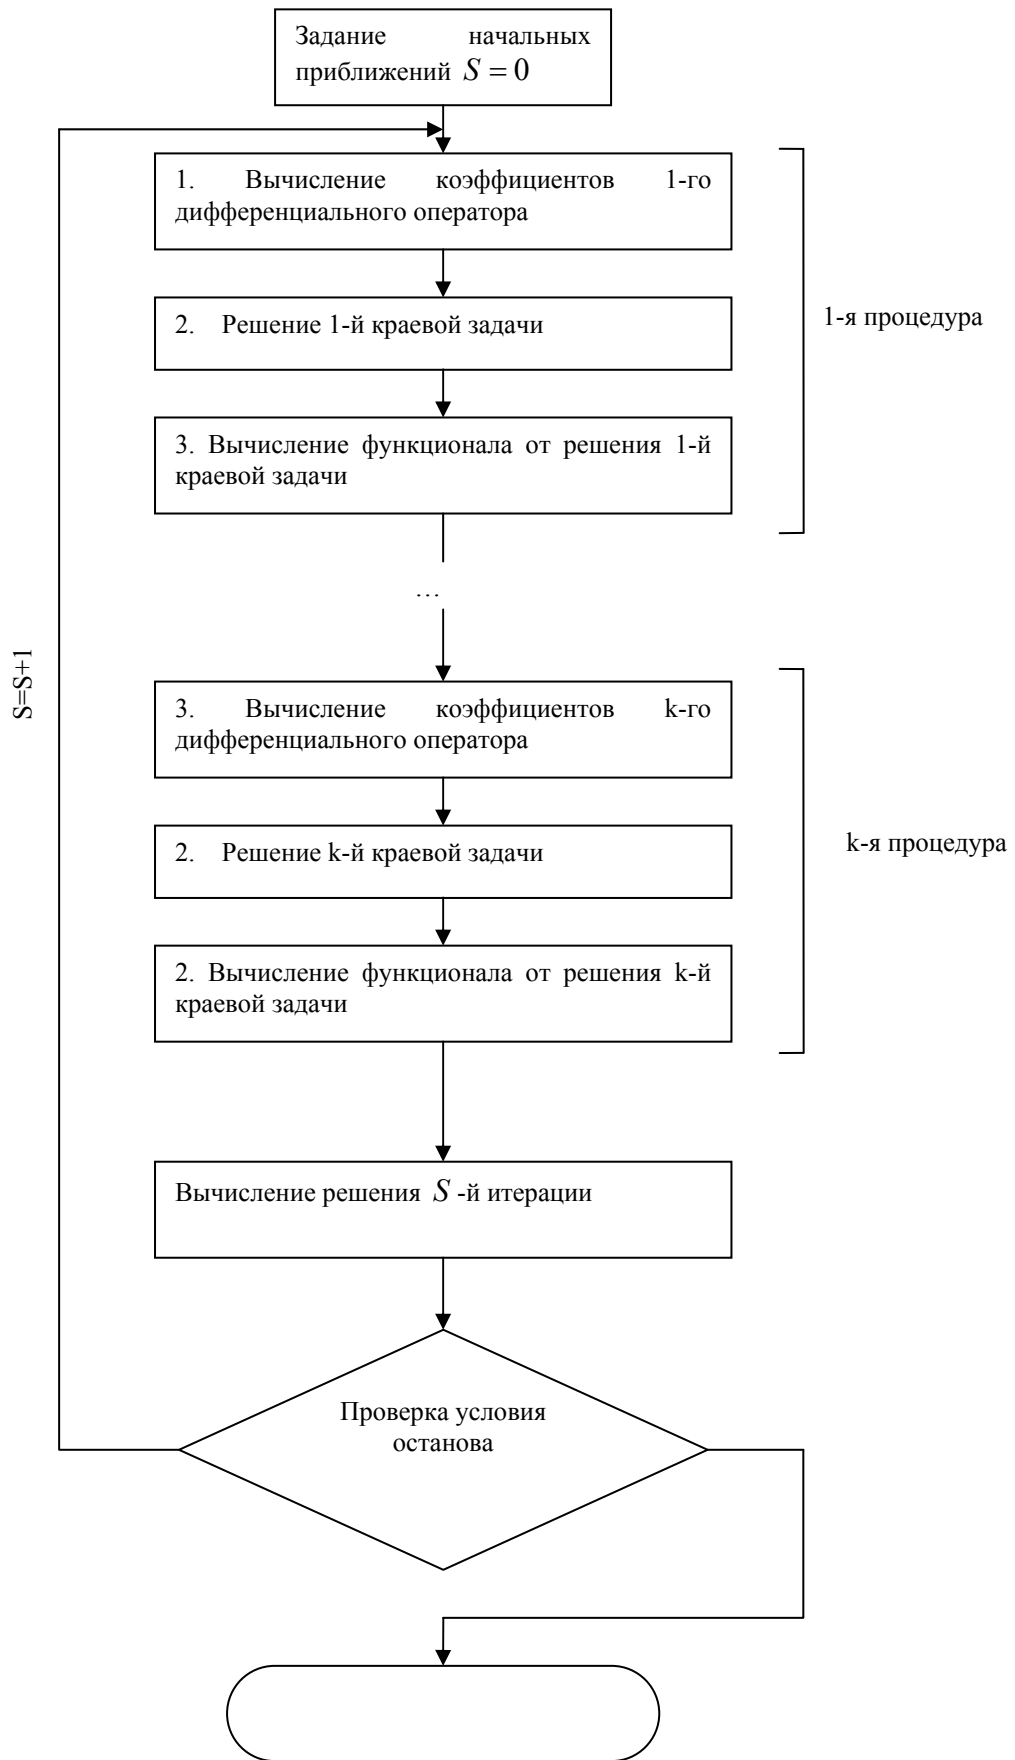 Задание начальных
приближений S = 0
1. Вычисление коэффициентов 1-го
дифференциального оператора
2. Решение 1-й краевой задачи
1-я процедура
3. Вычисление функционала от решения 1-й
краевой задачи
…
S=S+1
3. Вычисление коэффициентов k-го
дифференциального оператора
2. Решение k-й краевой задачи
k-я процедура
2. Вычисление функционала от решения k-й
краевой задачи
Вычисление решения S -й итерации
Проверка условия
останова